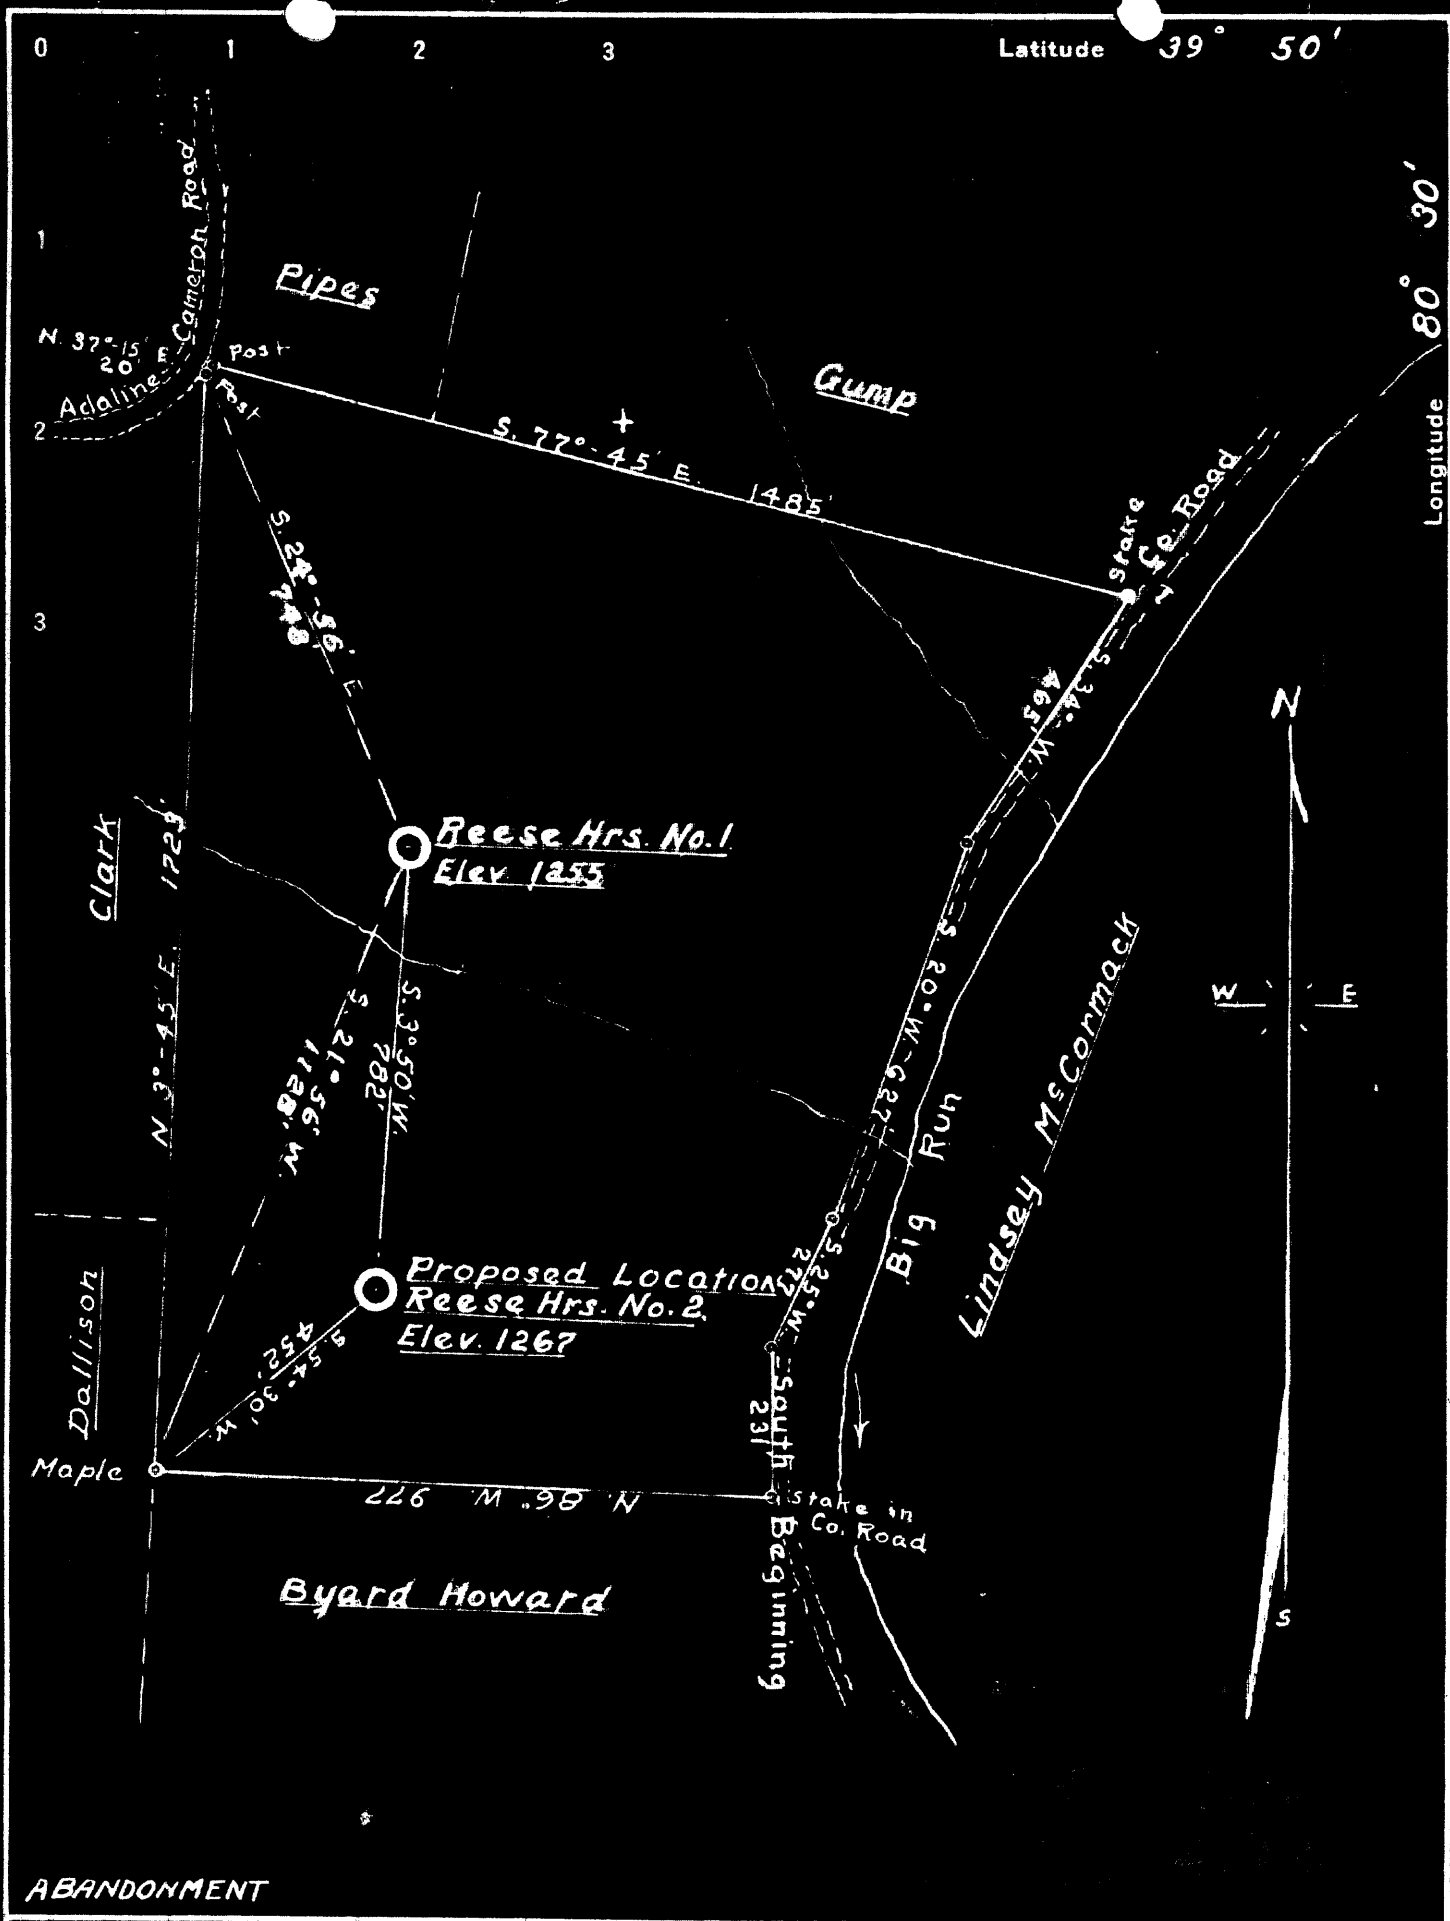 0 1 2 3 Latitude 39° 50'
80° 30'
Longitude
1
2
3
Adaline - Cameron Road
N. 37°-15' E
20'
Post
Post
Pipes
Gump
S. 77°-45' E. 1485'
Stake
Co. Road
S. 34° W.
465'
S. 24°-56' E
748'
Reese Hrs. No. 1
Elev. 1255
Clark
N 3°-45' E. 1725'
S. 3° 50' W.
782'
S. 21° 56' W.
1128'
S. 20° W. - 627'
Big Run
Lindsey McCormack
N
W E
S
S. 25° W.
Proposed Location
Reese Hrs. No. 2.
Elev. 1267
S. 54° 30' W.
452'
Dallison
Maple
South
231'
N. 86° W. 977
Stake in
Co. Road
Beginning
Byard Howard
ABANDONMENT